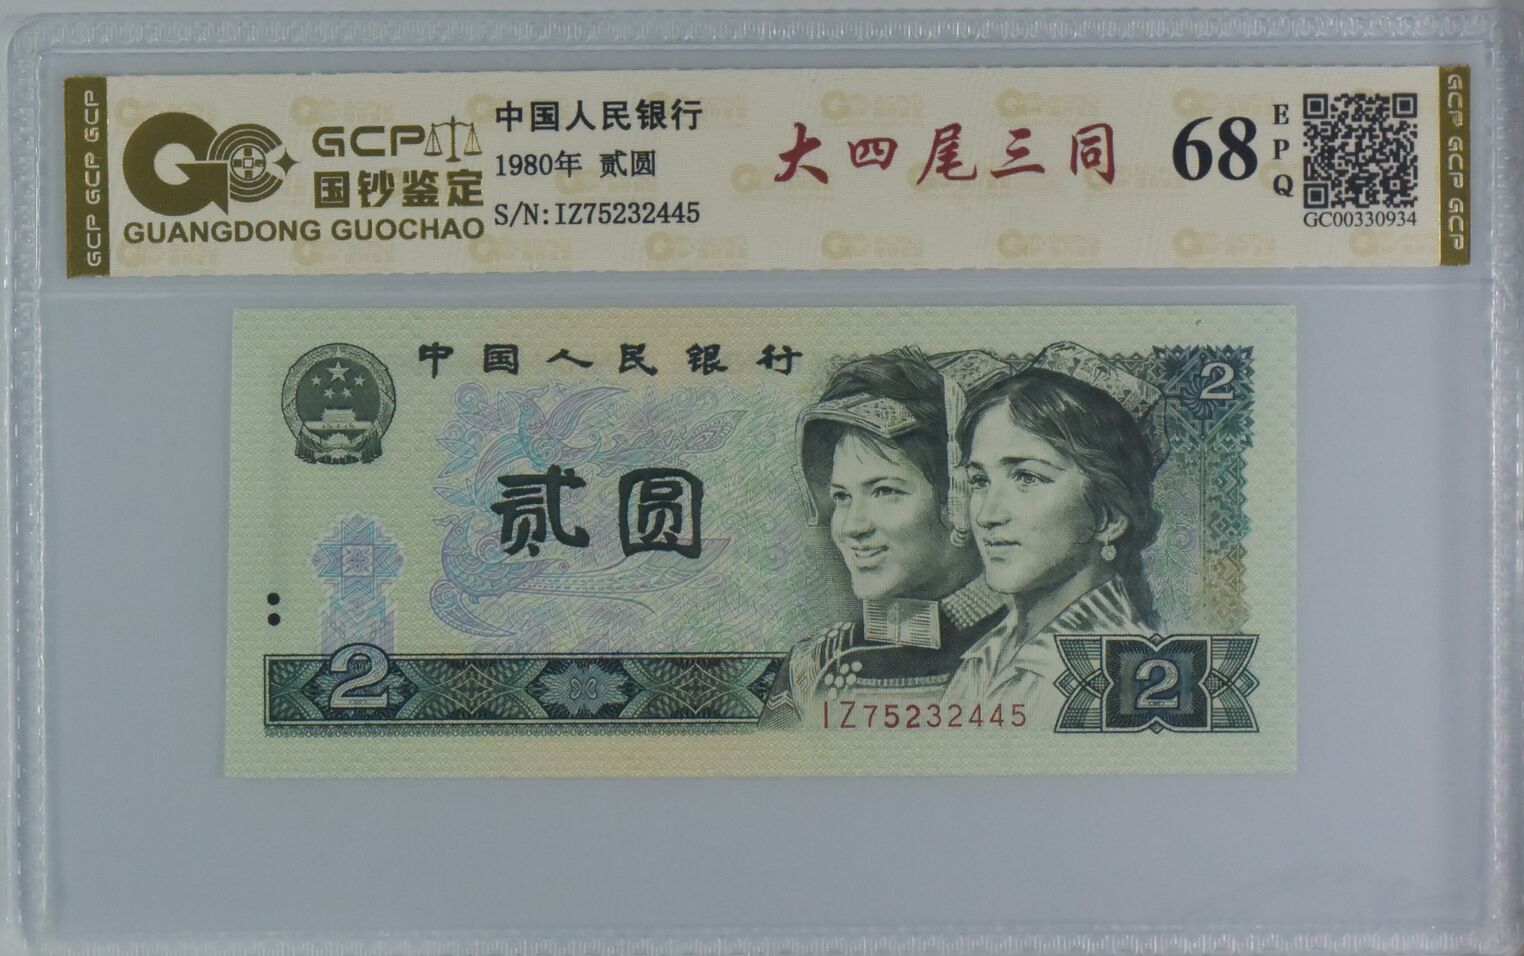 GCP GCP GCP
GCP
国钞鉴定
GUANGDONG GUOCHAO
中国人民银行
1980年 贰圆
S/N:IZ75232445
大四尾三同
68
EPQ
GC00330934
GCP GCP GCP
中国人民银行
2
贰圆
2
IZ75232445
2